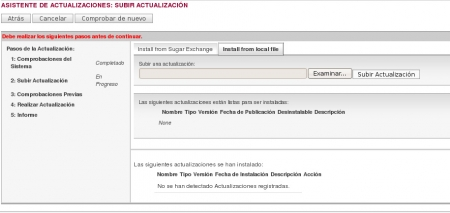 ASISTENTE DE ACTUALIZACIONES: SUBIR ACTUALIZACIÓN
Atrás Cancelar Comprobar de nuevo
Debe realizar los siguientes pasos antes de continuar.
Pasos de la Actualización:
1: Comprobaciones del Sistema Completado
2: Subir Actualización En Progreso
3: Comprobaciones Previas
4: Realizar Actualización
5: Informe
Install from Sugar Exchange Install from local file
Subir una actualización
Examinar... Subir Actualización
Las siguientes actualizaciones están listas para ser instaladas:
Nombre Tipo Versión Fecha de Publicación Desinstalable Descripción
None
Las siguientes actualizaciones se han instalado:
Nombre Tipo Versión Fecha de Instalación Descripción Acción
No se han detectado Actualizaciones registradas.